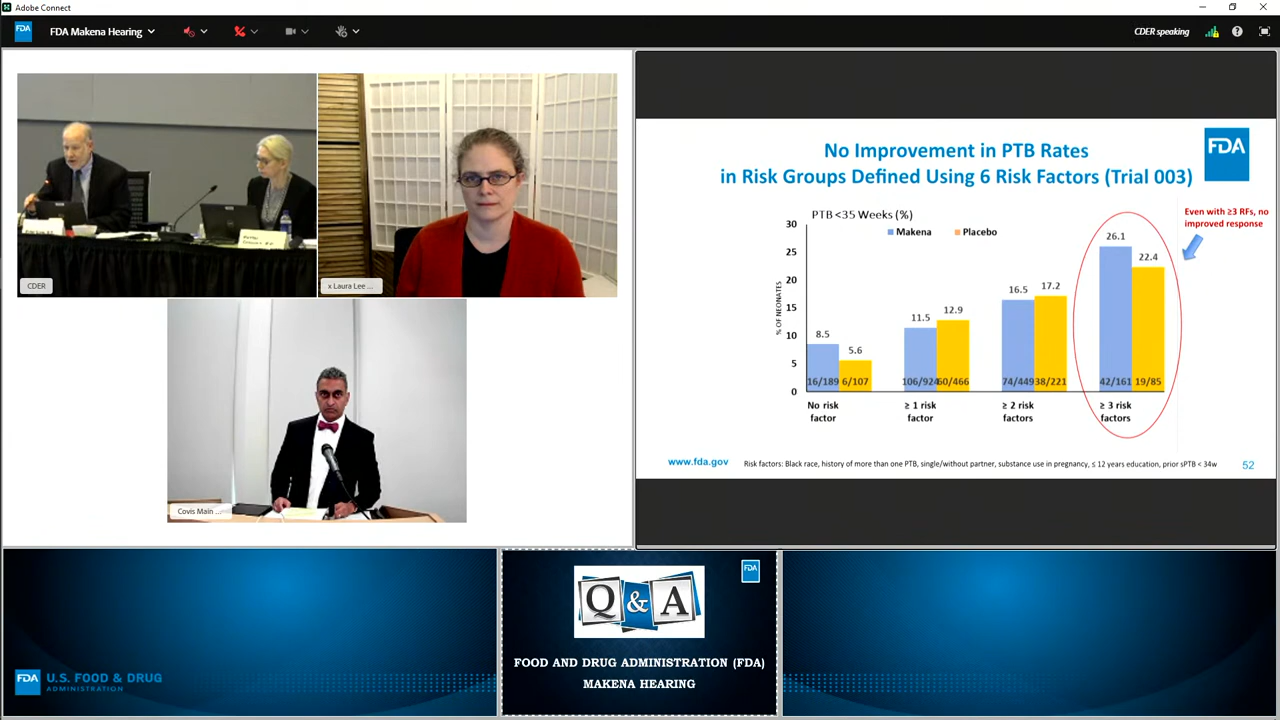 Adobe Connect
FDA
FDA Makena Hearing
CDER speaking
CDER
x Laura Lee ...
Covis Main ...
No Improvement in PTB Rates
in Risk Groups Defined Using 6 Risk Factors (Trial 003)
FDA
Even with ≥3 RFs, no
improved response
PTB <35 Weeks (%)
Makena
Placebo
% OF NEONATES
30
25
20
15
10
5
0
8.5
5.6
11.5
12.9
16.5
17.2
26.1
22.4
16/189 6/107
106/924 60/466
74/449 38/221
42/161 19/85
No risk
factor
≥ 1 risk
factor
≥ 2 risk
factors
≥ 3 risk
factors
www.fda.gov
Risk factors: Black race, history of more than one PTB, single/without partner, substance use in pregnancy, ≤ 12 years education, prior sPTB < 34w
52
FDA
U.S. FOOD & DRUG
ADMINISTRATION
FDA
Q & A
FOOD AND DRUG ADMINISTRATION (FDA)
MAKENA HEARING